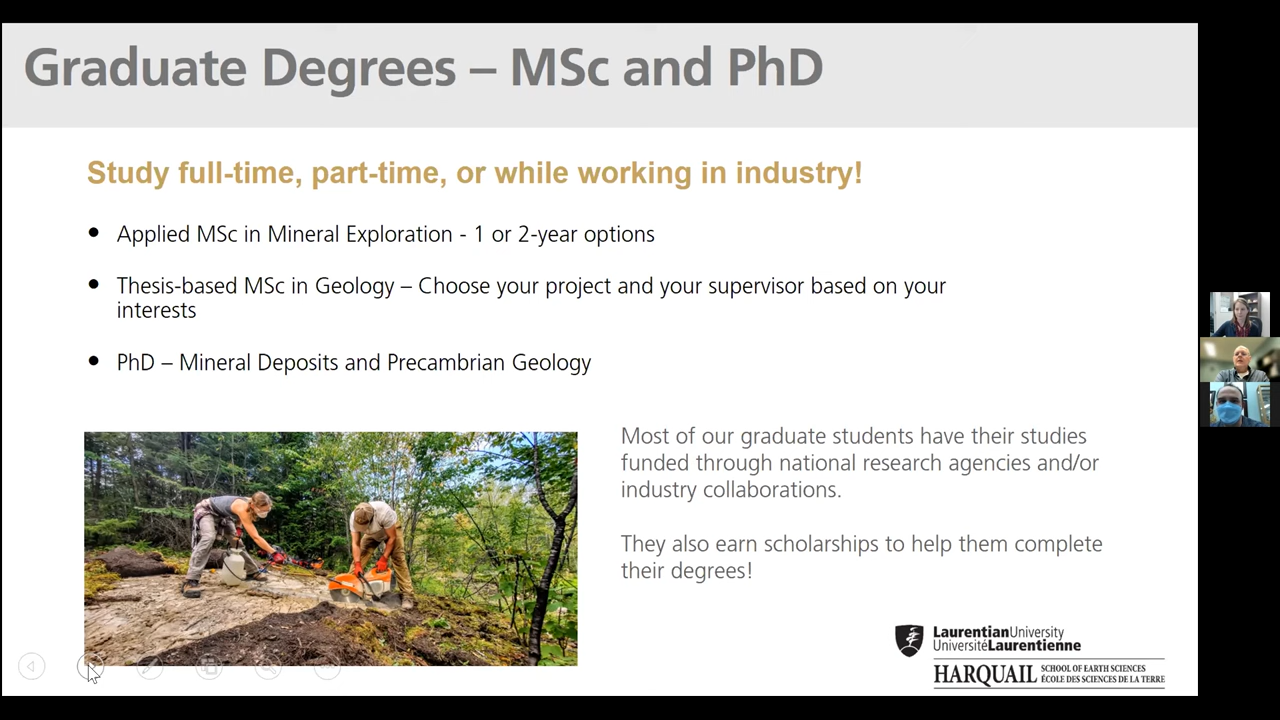 Graduate Degrees – MSc and PhD
Study full-time, part-time, or while working in industry!
• Applied MSc in Mineral Exploration - 1 or 2-year options
• Thesis-based MSc in Geology – Choose your project and your supervisor based on your
interests
• PhD – Mineral Deposits and Precambrian Geology
Most of our graduate students have their studies
funded through national research agencies and/or
industry collaborations.
They also earn scholarships to help them complete
their degrees!
LaurentianUniversity
UniversitéLaurentienne
HARQUAIL SCHOOL OF EARTH SCIENCES
ÉCOLE DES SCIENCES DE LA TERRE